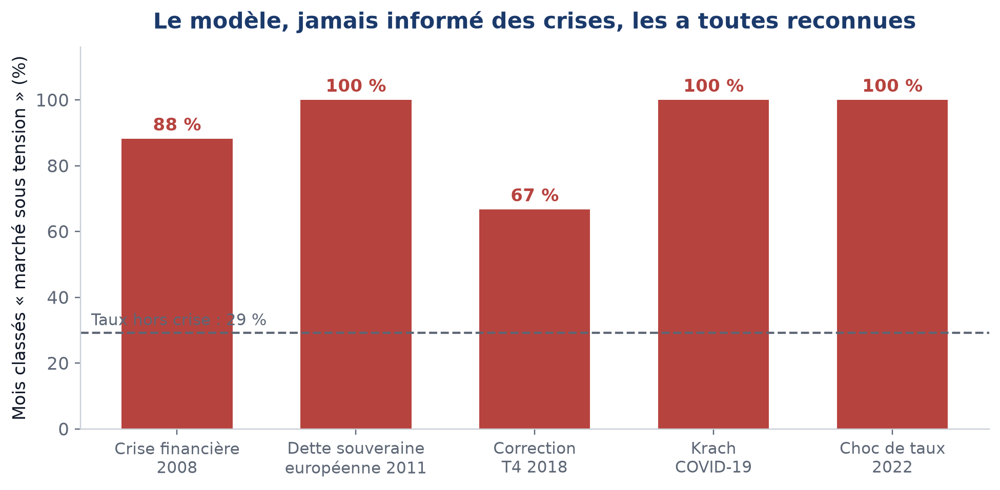 Le modèle, jamais informé des crises, les a toutes reconnues
Mois classés « marché sous tension » (%)
100
80
60
40
20
0
88 %
100 %
67 %
100 %
100 %
Taux hors crise : 29 %
Crise financière
2008
Dette souveraine
européenne 2011
Correction
T4 2018
Krach
COVID-19
Choc de taux
2022